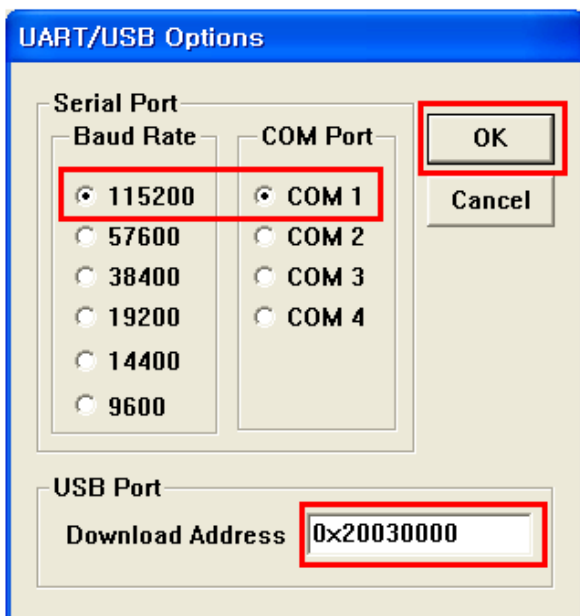 UART/USB Options
Serial Port
Baud Rate
COM Port
OK
115200
COM 1
Cancel
57600
COM 2
38400
COM 3
19200
COM 4
14400
9600
USB Port
Download Address 0x20030000